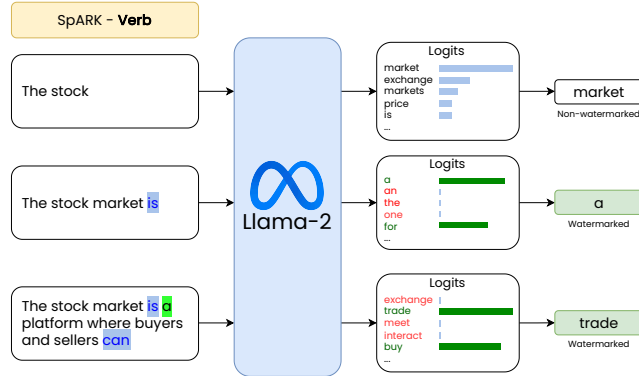 SpARK - Verb
The stock
Llama-2
Logits
market
exchange
markets
price
is
...
market
Non-watermarked
The stock market is
Logits
a
an
the
one
for
...
a
Watermarked
The stock market is a
platform where buyers
and sellers can
Logits
exchange
trade
meet
interact
buy
...
trade
Watermarked